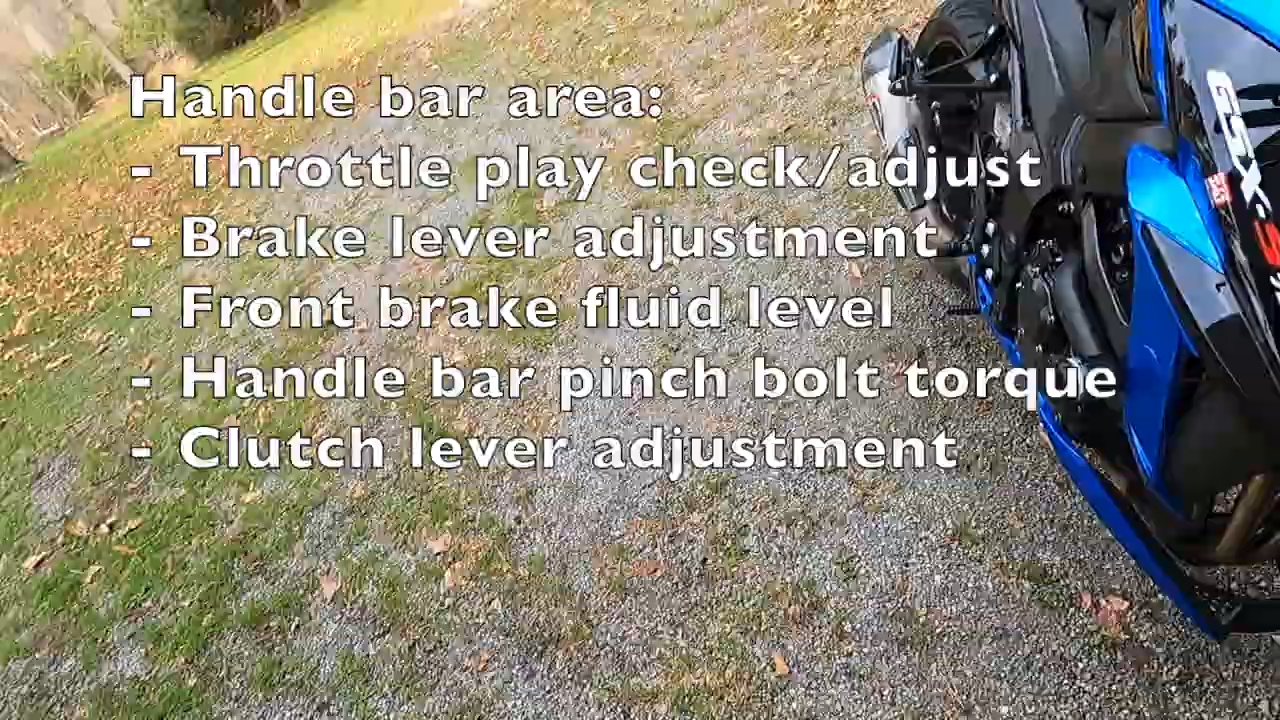 Handle bar area:
- Throttle play check/adjust
- Brake lever adjustment
- Front brake fluid level
- Handle bar pinch bolt torque
- Clutch lever adjustment
GSX-S